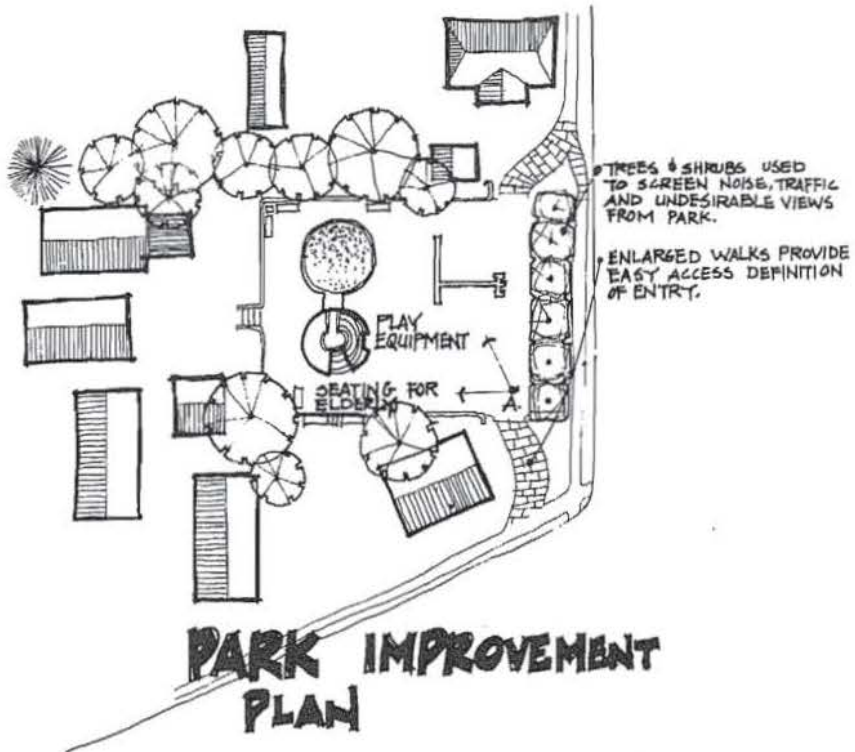 TREES & SHRUBS USED
TO SCREEN NOISE, TRAFFIC
AND UNDESIRABLE VIEWS
FROM PARK.
ENLARGED WALKS PROVIDE
EASY ACCESS DEFINITION
OF ENTRY.
PLAY
EQUIPMENT
SEATING FOR
ELDERLY
A.
PARK IMPROVEMENT
PLAN